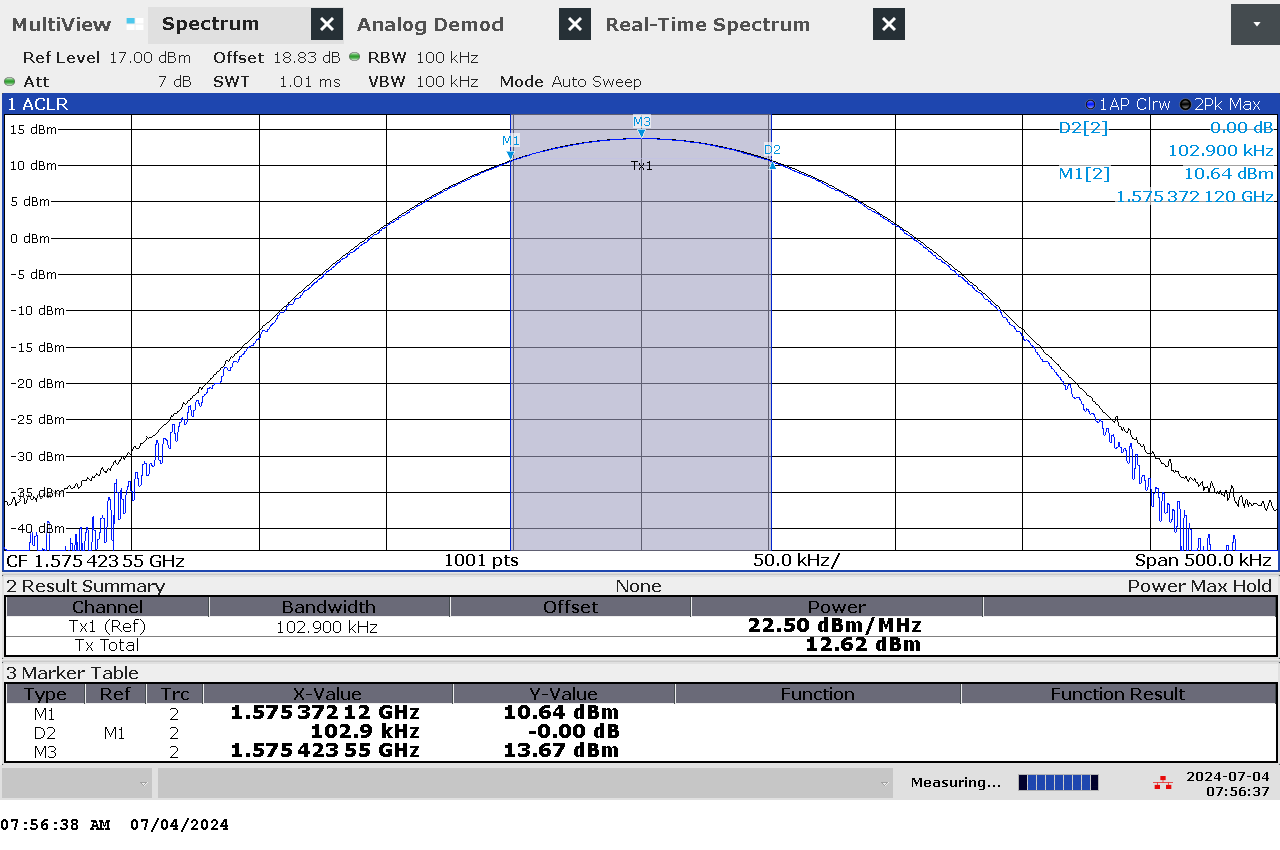 MultiView Spectrum Analog Demod Real-Time Spectrum
Ref Level 17.00 dBm Offset 18.83 dB RBW 100 kHz
Att 7 dB SWT 1.01 ms VBW 100 kHz Mode Auto Sweep
1 ACLR 1AP Clrw 2Pk Max
D2[2] 0.00 dB
102.900 kHz
M1[2] 10.64 dBm
1.575 372 120 GHz
M3
M1
D2
Tx1
15 dBm
10 dBm
5 dBm
0 dBm
-5 dBm
-10 dBm
-15 dBm
-20 dBm
-25 dBm
-30 dBm
-35 dBm
-40 dBm
CF 1.575 423 55 GHz 1001 pts 50.0 kHz/ Span 500.0 kHz
2 Result Summary None Power Max Hold
Channel Bandwidth Offset Power
Tx1 (Ref) 102.900 kHz 22.50 dBm/MHz
Tx Total 12.62 dBm
3 Marker Table
Type Ref Trc X-Value Y-Value Function Function Result
M1 2 1.575 372 12 GHz 10.64 dBm
D2 M1 2 102.9 kHz -0.00 dB
M3 2 1.575 423 55 GHz 13.67 dBm
Measuring... 2024-07-04
07:56:37
07:56:38 AM 07/04/2024